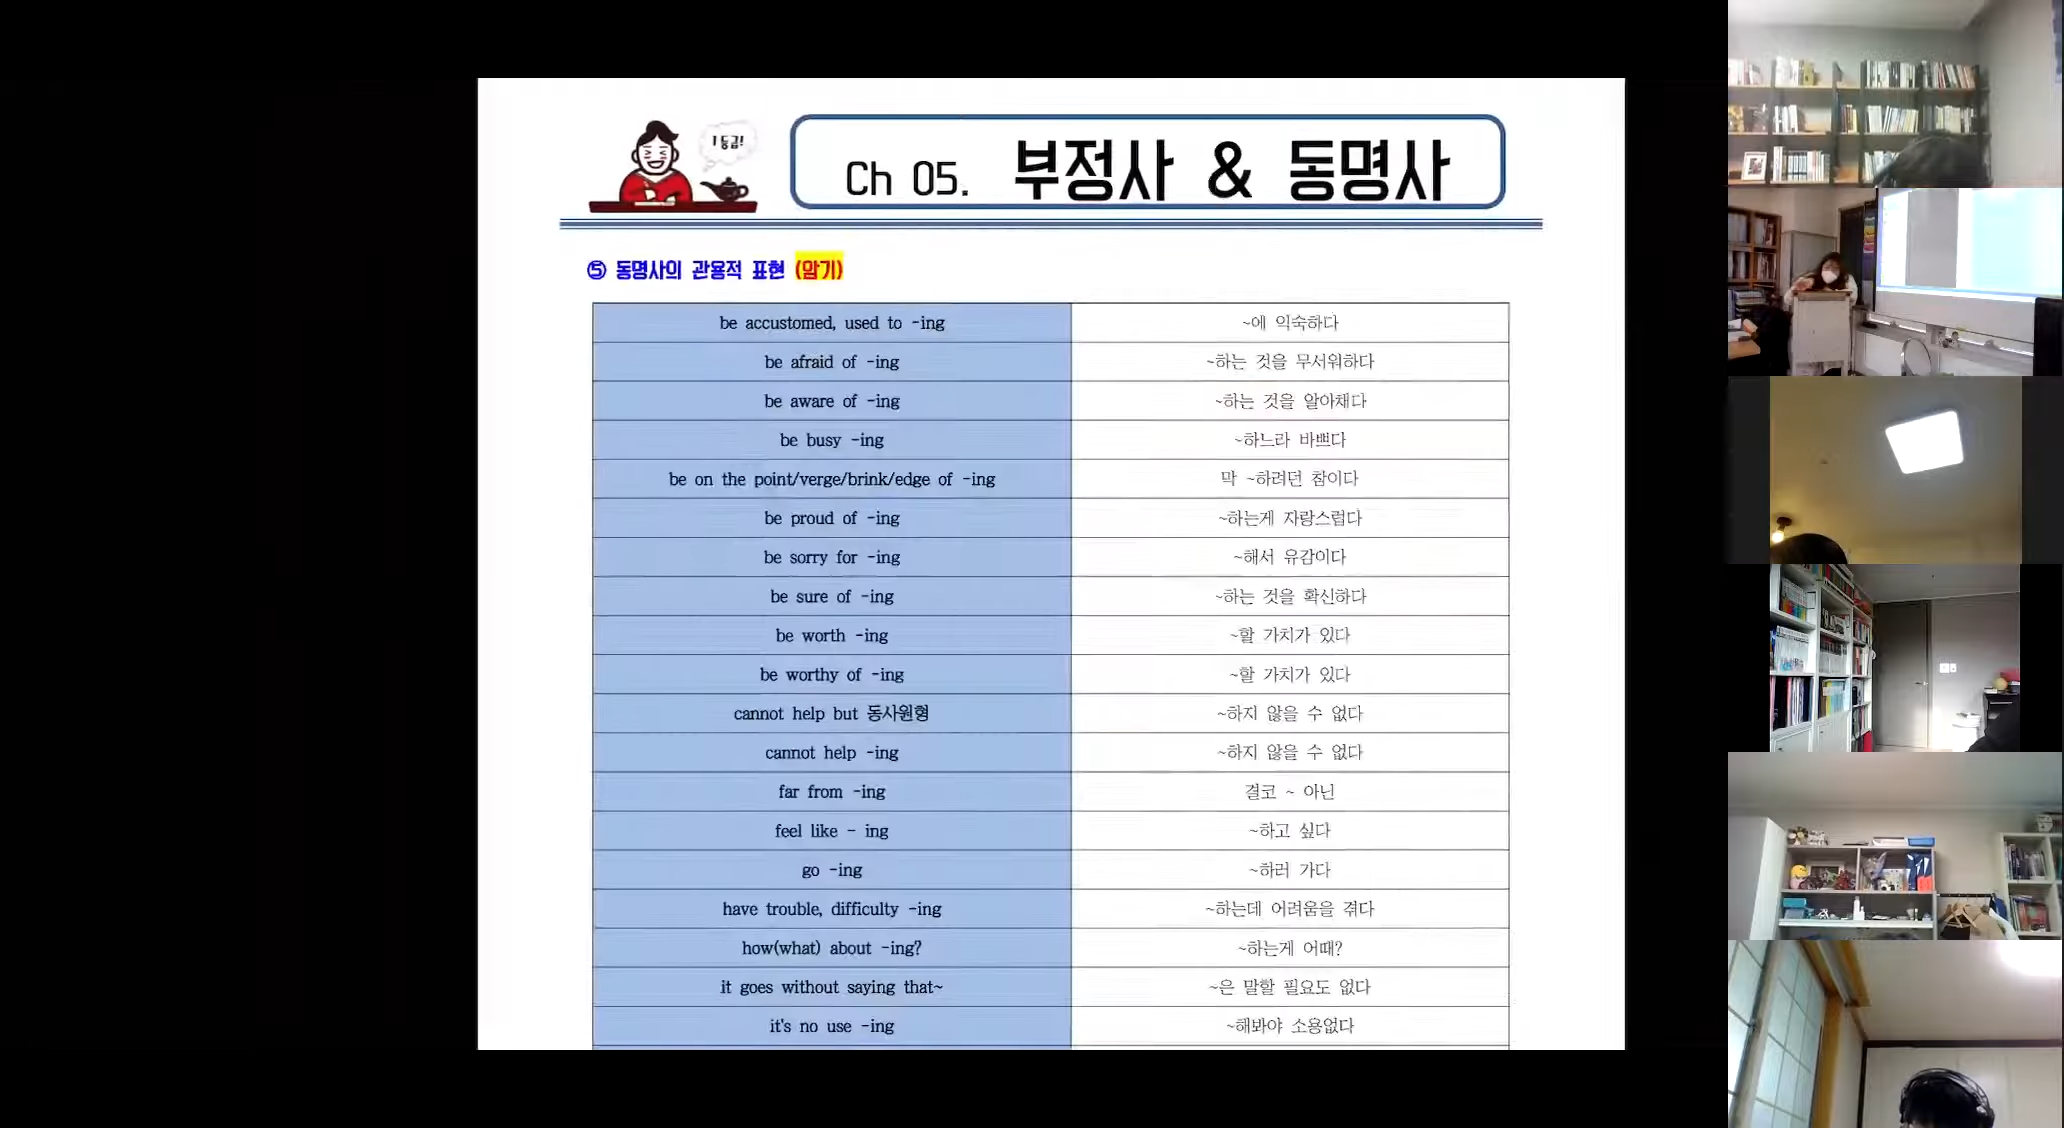 1등급!
Ch 05. 부정사 & 동명사
⑤ 동명사의 관용적 표현 (암기)
be accustomed, used to -ing ~에 익숙하다
be afraid of -ing ~하는 것을 무서워하다
be aware of -ing ~하는 것을 알아채다
be busy -ing ~하느라 바쁘다
be on the point/verge/brink/edge of -ing 막 ~하려던 참이다
be proud of -ing ~하는게 자랑스럽다
be sorry for -ing ~해서 유감이다
be sure of -ing ~하는 것을 확신하다
be worth -ing ~할 가치가 있다
be worthy of -ing ~할 가치가 있다
cannot help but 동사원형 ~하지 않을 수 없다
cannot help -ing ~하지 않을 수 없다
far from -ing 결코 ~ 아닌
feel like - ing ~하고 싶다
go -ing ~하러 가다
have trouble, difficulty -ing ~하는데 어려움을 겪다
how(what) about -ing? ~하는게 어때?
it goes without saying that~ ~은 말할 필요도 없다
it's no use -ing ~해봐야 소용없다